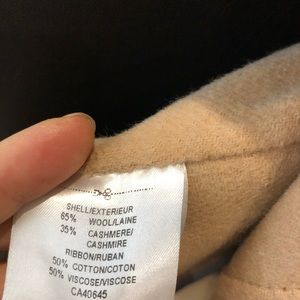 SHELL/EXTERIEUR
65% WOOL/LAINE
35% CASHMERE/
CASHMIRE
RIBBON/RUBAN
50% COTTON/COTON
50% VISCOSE/VISCOSE
CA40645